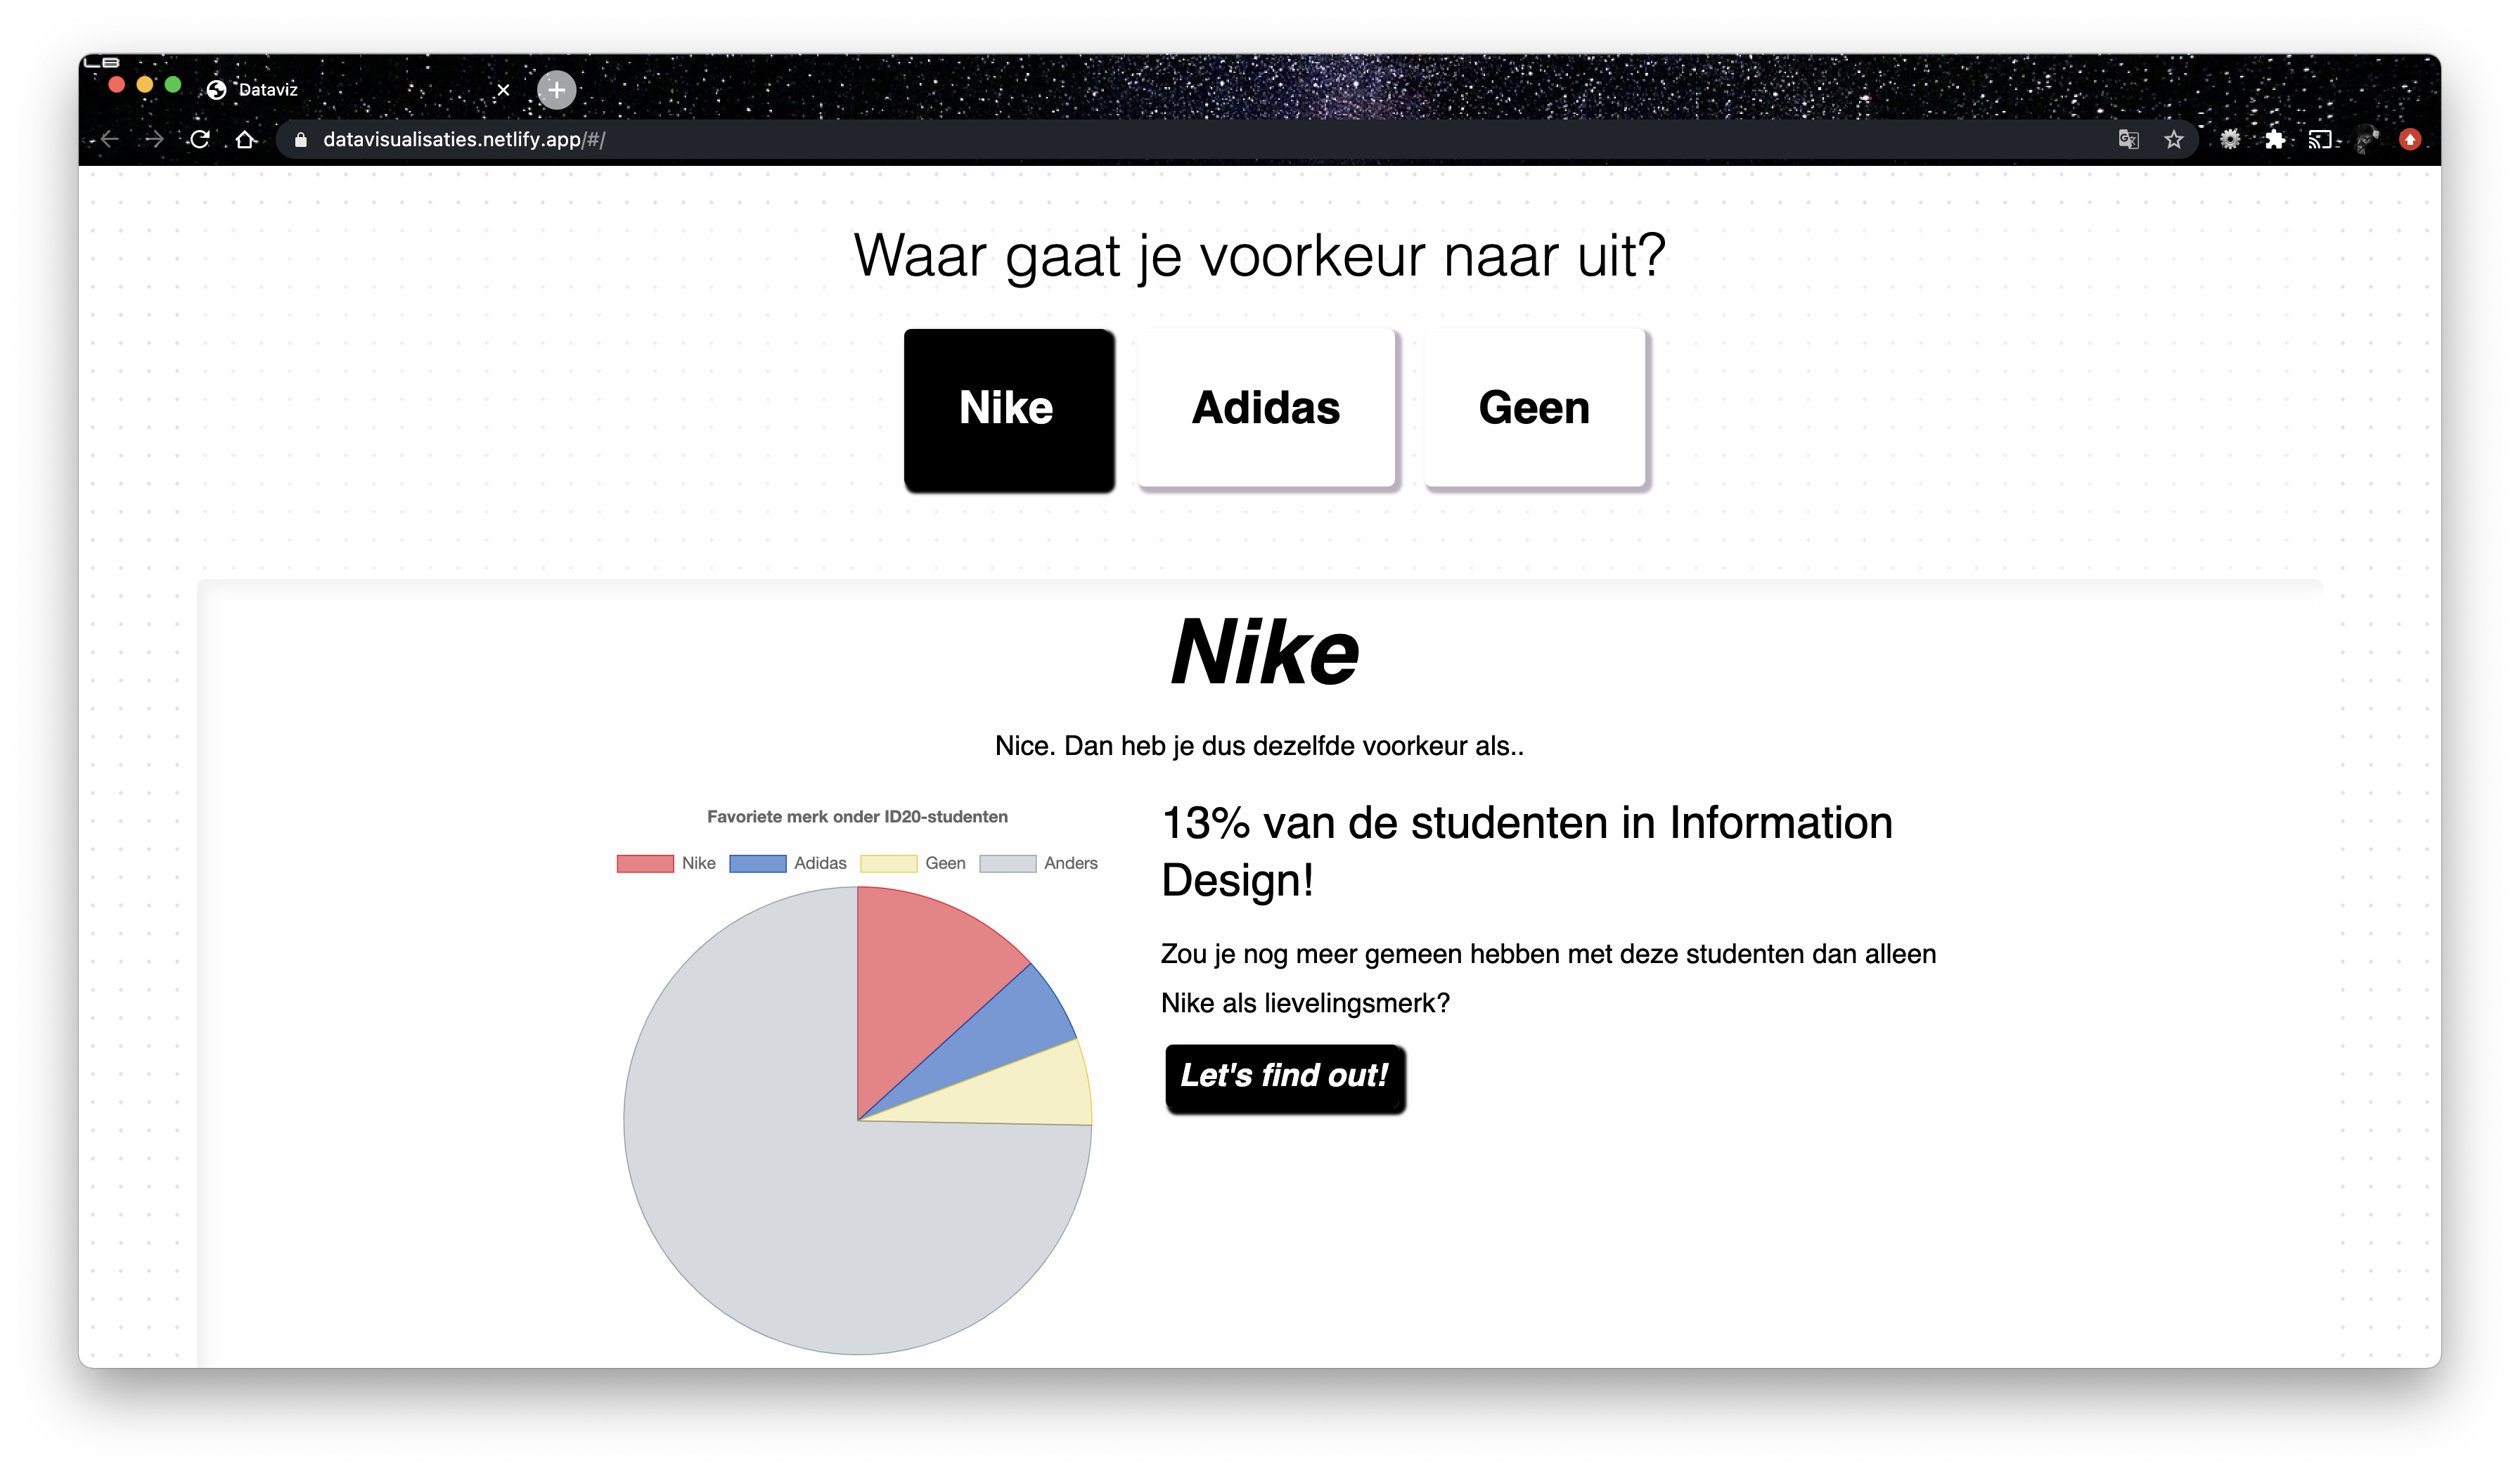 Dataviz
datavisualisaties.netlify.app/#/
Waar gaat je voorkeur naar uit?
Nike
Adidas
Geen
Nike
Nice. Dan heb je dus dezelfde voorkeur als..
Favoriete merk onder ID20-studenten
Nike Adidas Geen Anders
13% van de studenten in Information
Design!
Zou je nog meer gemeen hebben met deze studenten dan alleen
Nike als lievelingsmerk?
Let's find out!